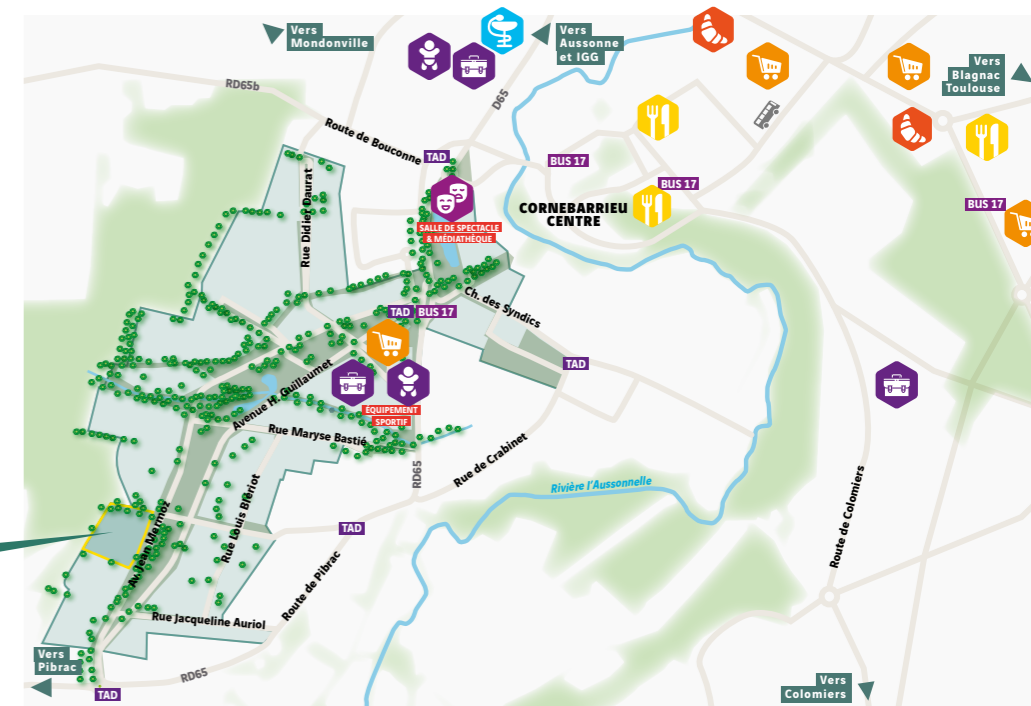 Vers
Mondonville
Vers
Aussonne
et IGG
Vers
Blagnac
Toulouse
RD65b
D65
Route de Bouconne
TAD
BUS 17
BUS 17
BUS 17
CORNEBARRIEU
CENTRE
Rue Didier Daurat
SALLE DE SPECTACLE
& MÉDIATHÈQUE
Ch. des Syndics
TAD
BUS 17
TAD
Avenue H. Guillaumet
ÉQUIPEMENT
SPORTIF
Rue Maryse Bastié
RD65
Rue de Crabinet
Rivière l'Aussonnelle
Route de Colomiers
Rue Louis Blériot
Av. Jean Mermoz
TAD
Route de Pibrac
Rue Jacqueline Auriol
Vers
Pibrac
RD65
TAD
Vers
Colomiers